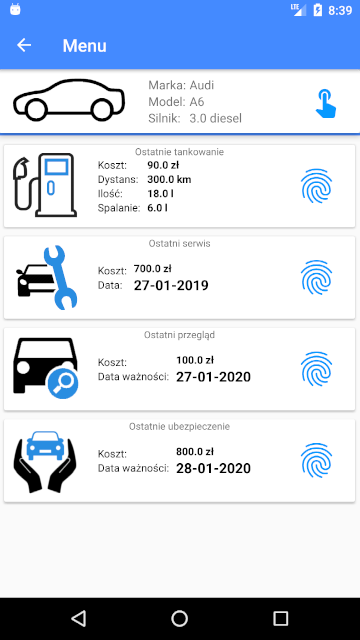 LTE 8:39
Menu
Marka: Audi
Model: A6
Silnik: 3.0 diesel
Ostatnie tankowanie
Koszt: 90.0 zł
Dystans: 300.0 km
Ilość: 18.0 l
Spalanie: 6.0 l
Ostatni serwis
Koszt: 700.0 zł
Data: 27-01-2019
Ostatni przegląd
Koszt: 100.0 zł
Data ważności: 27-01-2020
Ostatnie ubezpieczenie
Koszt: 800.0 zł
Data ważności: 28-01-2020